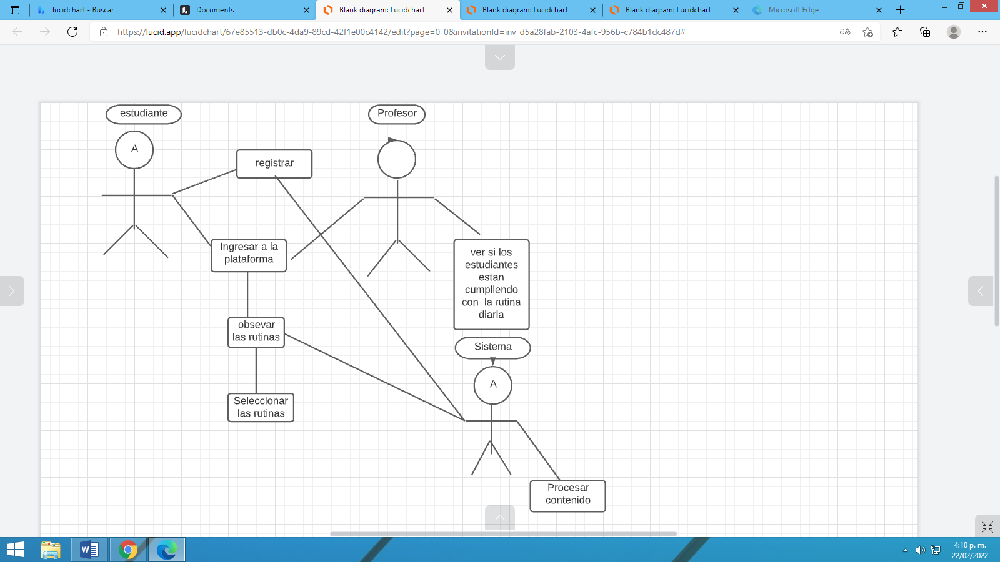 lucidchart - Buscar
Documents
Blank diagram: Lucidchart
Blank diagram: Lucidchart
Blank diagram: Lucidchart
Microsoft Edge
https://lucid.app/lucidchart/67e85513-db0c-4da9-89cd-42f1e00c4142/edit?page=0_0&invitationId=inv_d5a28fab-2103-4afc-956b-c784b1dc487d#
aあ
estudiante
Profesor
A
registrar
Ingresar a la
plataforma
ver si los
estudiantes
estan
cumpliendo
con  la rutina
diaria
obsevar
las rutinas
Sistema
A
Seleccionar
las rutinas
Procesar
contenido
W
4:10 p. m.
22/02/2022